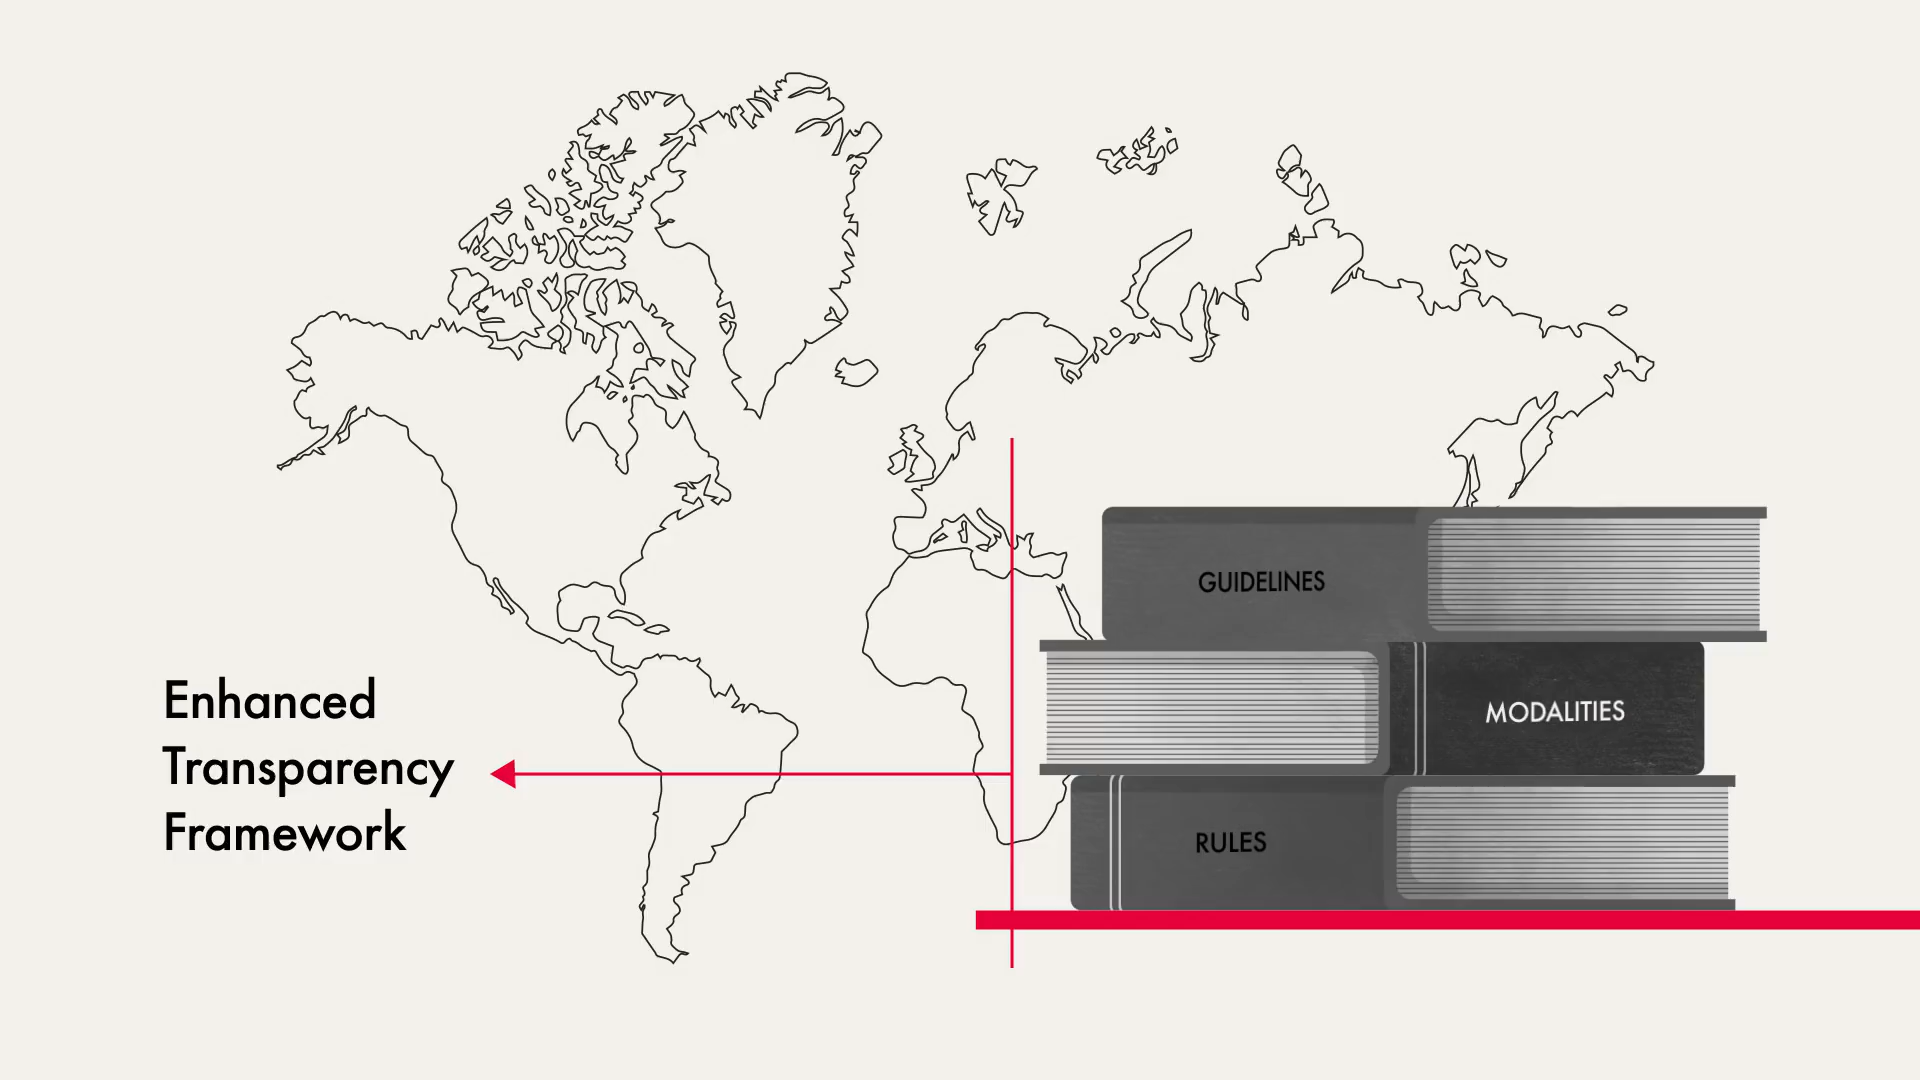 Enhanced
Transparency
Framework
GUIDELINES
MODALITIES
RULES